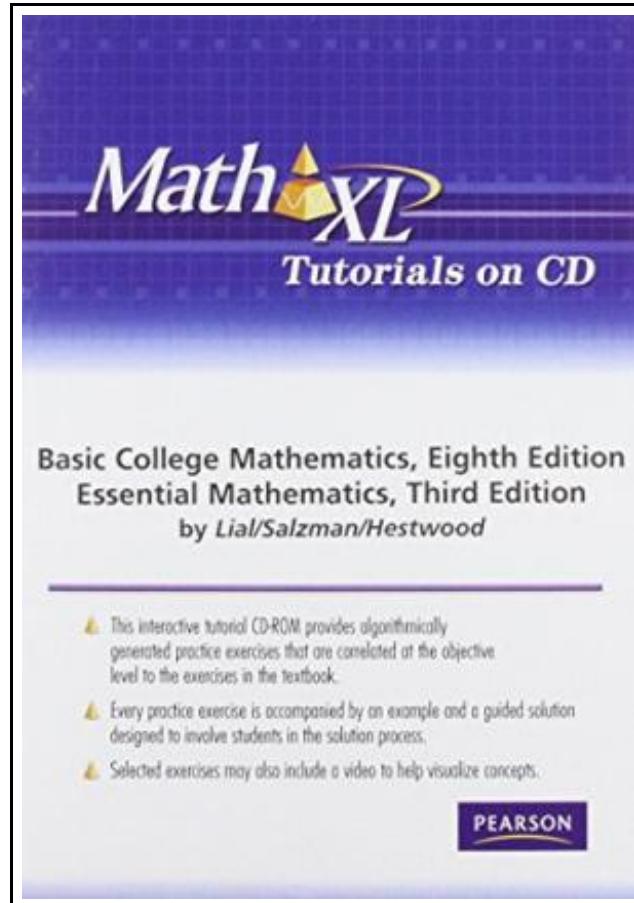 MathXL
Tutorials on CD
Basic College Mathematics, Eighth Edition
Essential Mathematics, Third Edition
by Lial/Salzman/Hestwood
This interactive tutorial CD-ROM provides algorithmically
generated practice exercises that are correlated at the objective
level to the exercises in the textbook.
Every practice exercise is accompanied by an example and a guided solution
designed to involve students in the solution process.
Selected exercises may also include a video to help visualize concepts.
PEARSON